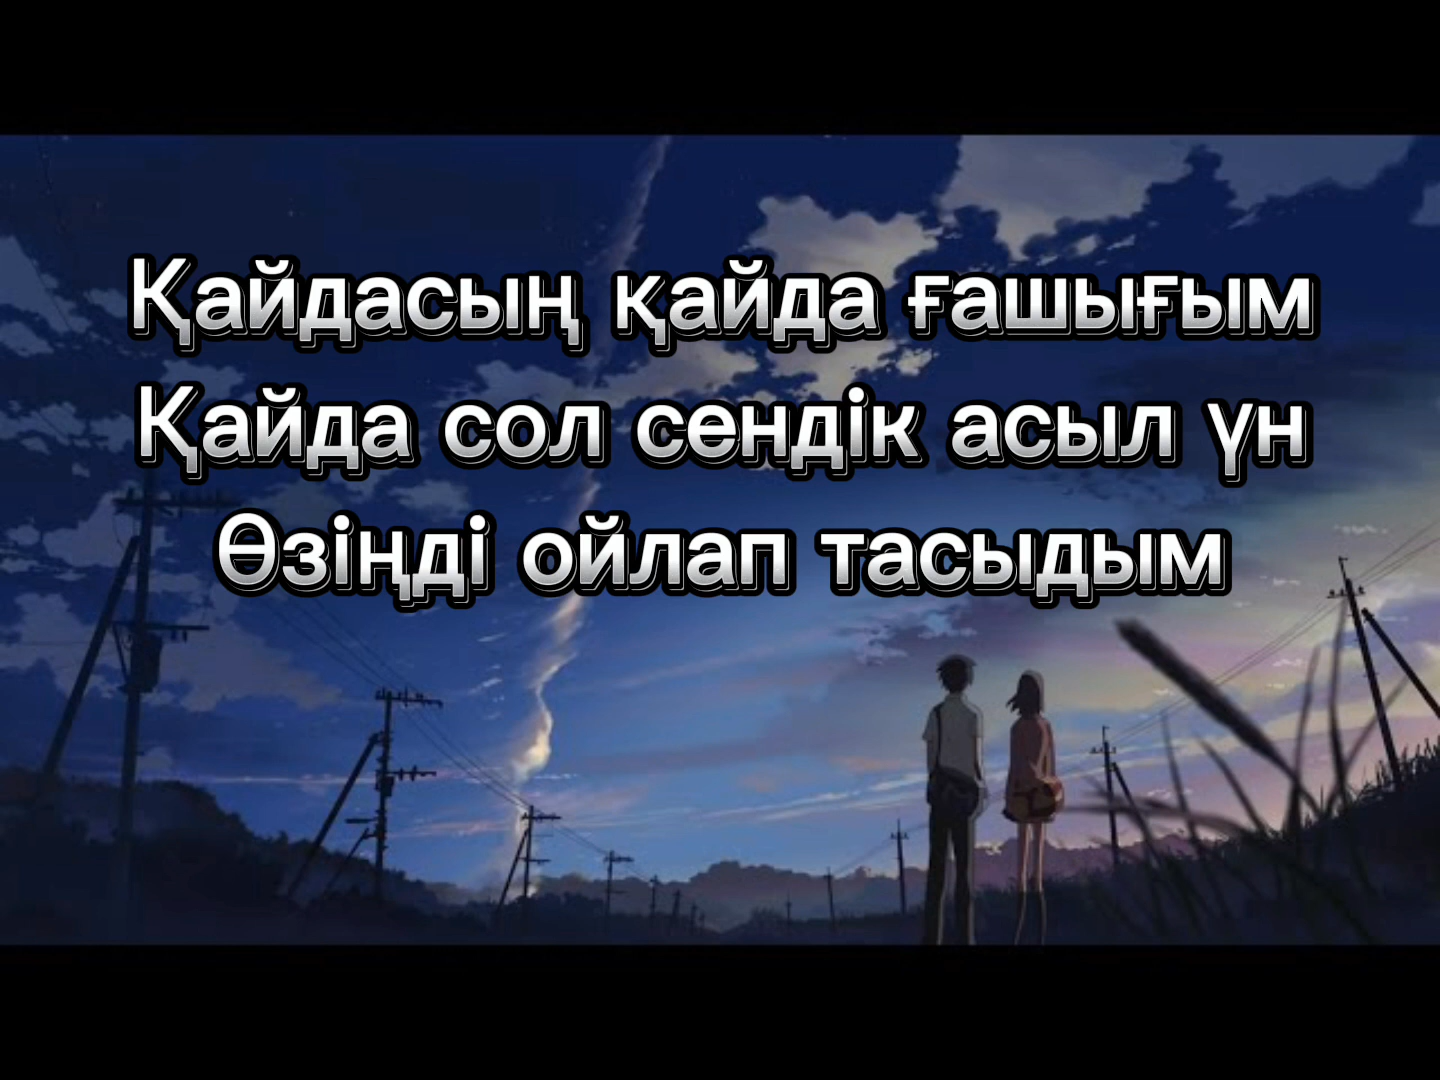 Қайдасың қайда ғашығым
Қайда сол сендік асыл үн
Өзіңді ойлап тасыдым